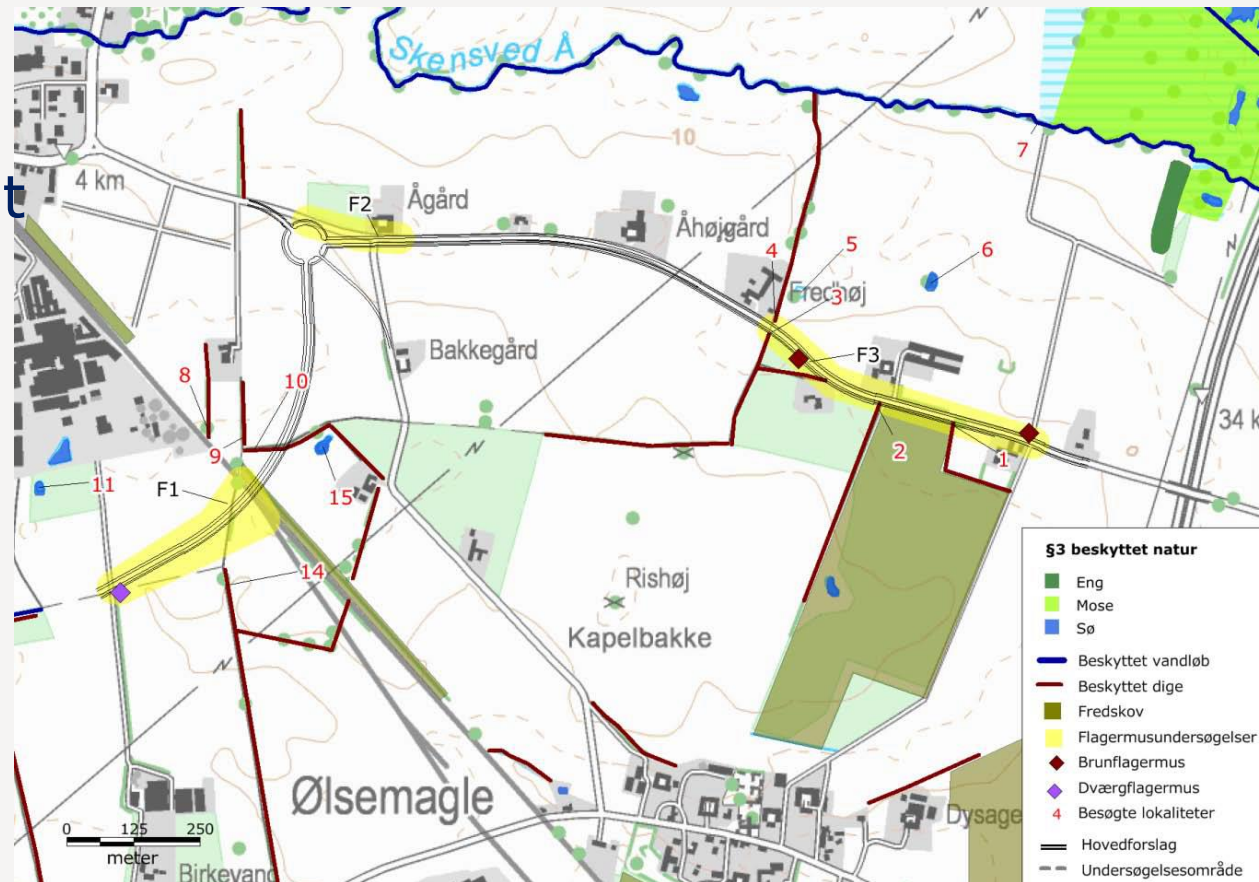 Skensved Å
10
7
t
4 km
F2
Ågård
Åhøjgård
4
5
6
Fredhøj
3
F3
Bakkegård
8
10
34 k
9
2
1
11
F1
15
14
Rishøj
Kapelbakke
Ølsemagle
Dysage
0 125 250
meter
Birkevang
§3 beskyttet natur
Eng
Mose
Sø
Beskyttet vandløb
Beskyttet dige
Fredskov
Flagermusundersøgelser
Brunflagermus
Dværgflagermus
4 Besøgte lokaliteter
Hovedforslag
Undersøgelsesområde